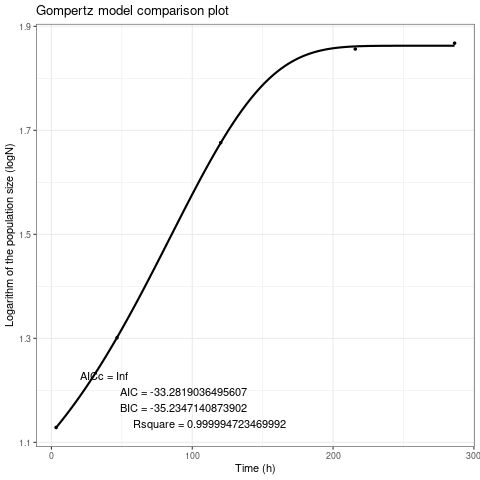 Gompertz model comparison plot
Logarithm of the population size (logN)
1.9
1.7
1.5
1.3
1.1
AICc = Inf
AIC = -33.2819036495607
BIC = -35.2347140873902
Rsquare = 0.999994723469992
0 100 200 300
Time (h)